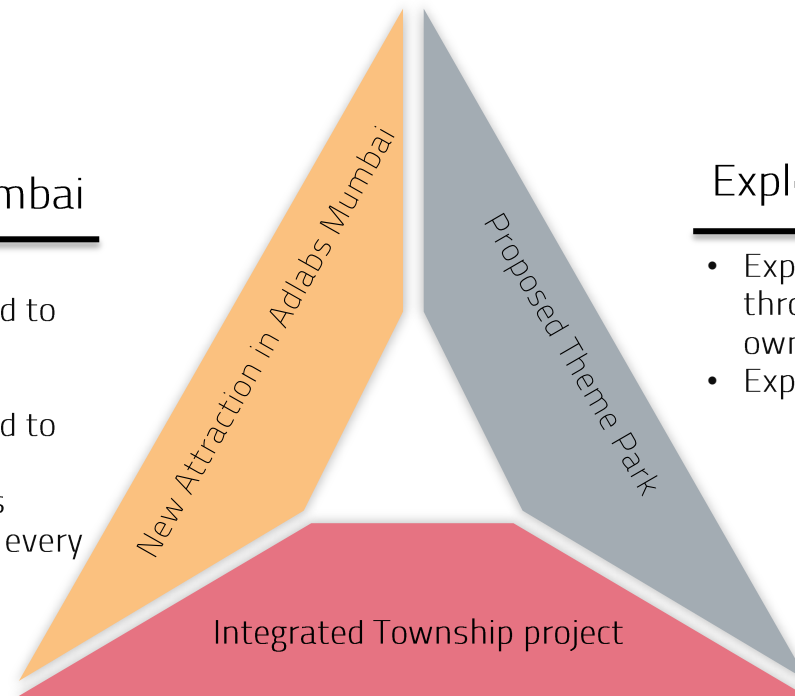 mbai
d to
d to
s
every
New Attraction in Adlabs Mumbai
Proposed Theme Park
Integrated Township project
Expl
• Exp
thro
own
• Exp